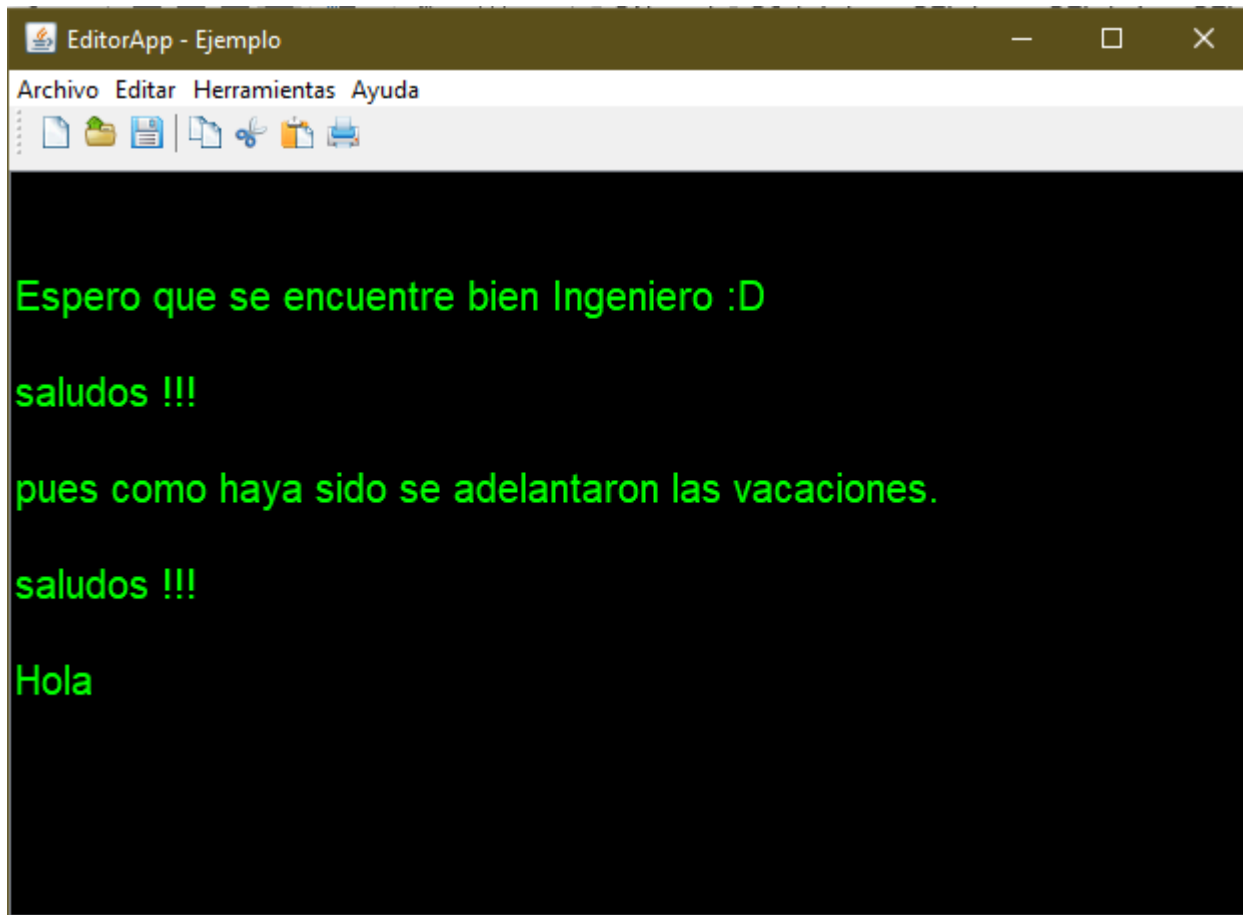 EditorApp - Ejemplo
Archivo Editar Herramientas Ayuda
Espero que se encuentre bien Ingeniero :D
saludos !!!
pues como haya sido se adelantaron las vacaciones.
saludos !!!
Hola